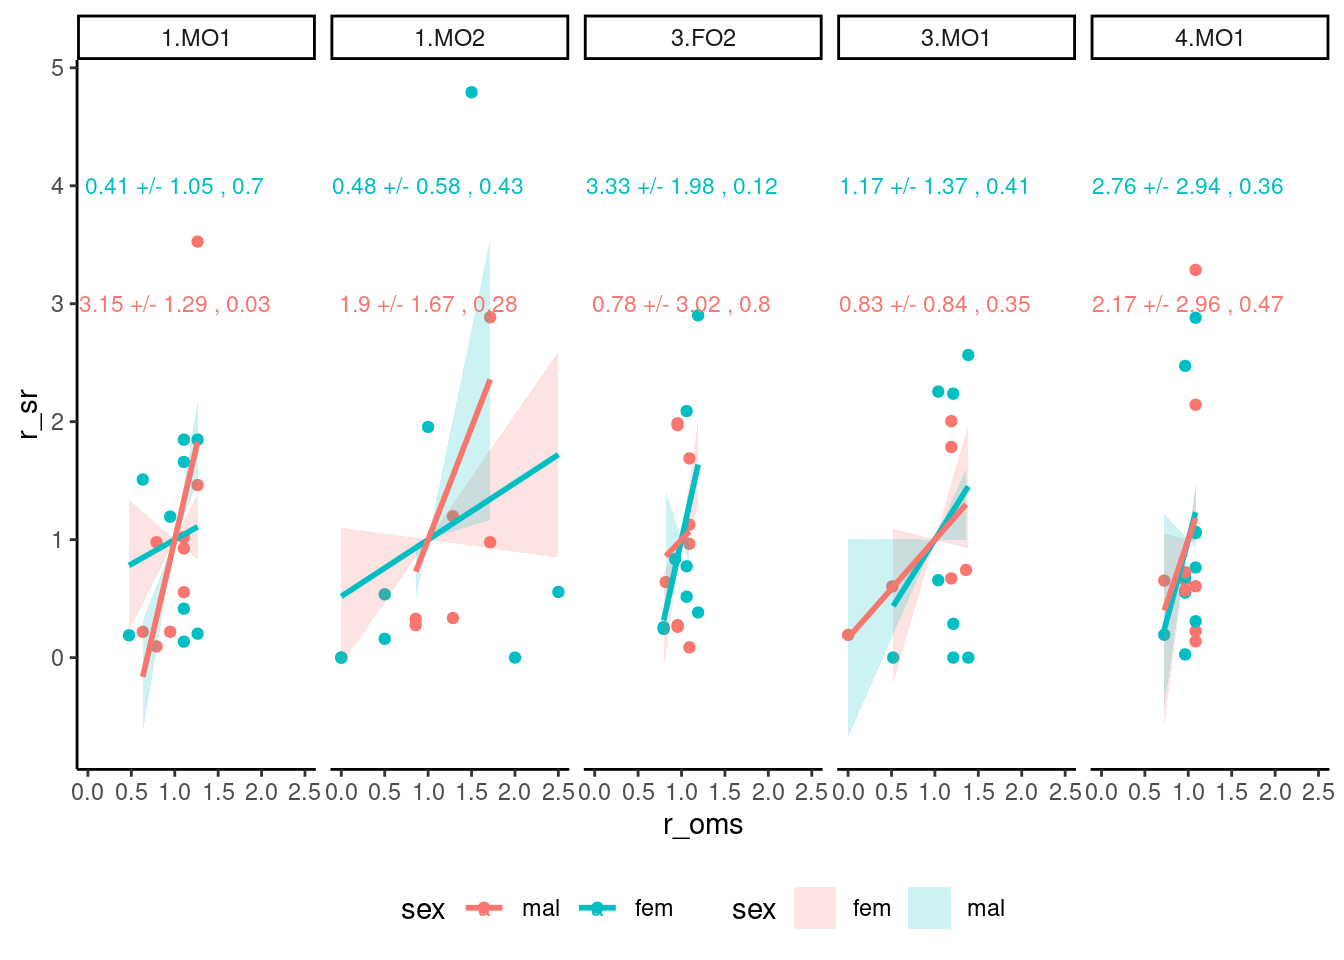 1.MO1 1.MO2 3.FO2 3.MO1 4.MO1
5
4
0.41 +/- 1.05 , 0.7 0.48 +/- 0.58 , 0.43 3.33 +/- 1.98 , 0.12 1.17 +/- 1.37 , 0.41 2.76 +/- 2.94 , 0.36
3
3.15 +/- 1.29 , 0.03 1.9 +/- 1.67 , 0.28 0.78 +/- 3.02 , 0.8 0.83 +/- 0.84 , 0.35 2.17 +/- 2.96 , 0.47
r_sr
2
1
0
0.0 0.5 1.0 1.5 2.0 2.5 0.0 0.5 1.0 1.5 2.0 2.5 0.0 0.5 1.0 1.5 2.0 2.5 0.0 0.5 1.0 1.5 2.0 2.5 0.0 0.5 1.0 1.5 2.0 2.5
r_oms
sex a mal a fem sex fem mal